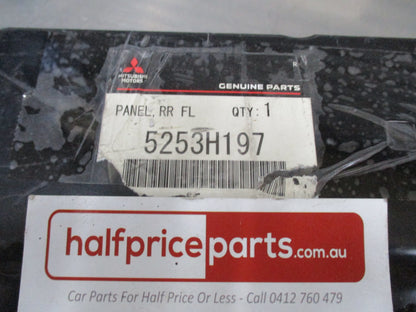 MITSUBISHI
MOTORS
GENUINE PARTS
PANEL, RR FL QTY: 1
5253H197
halfpriceparts.com.au
Car Parts For Half Price Or Less - Call 0412 760 479